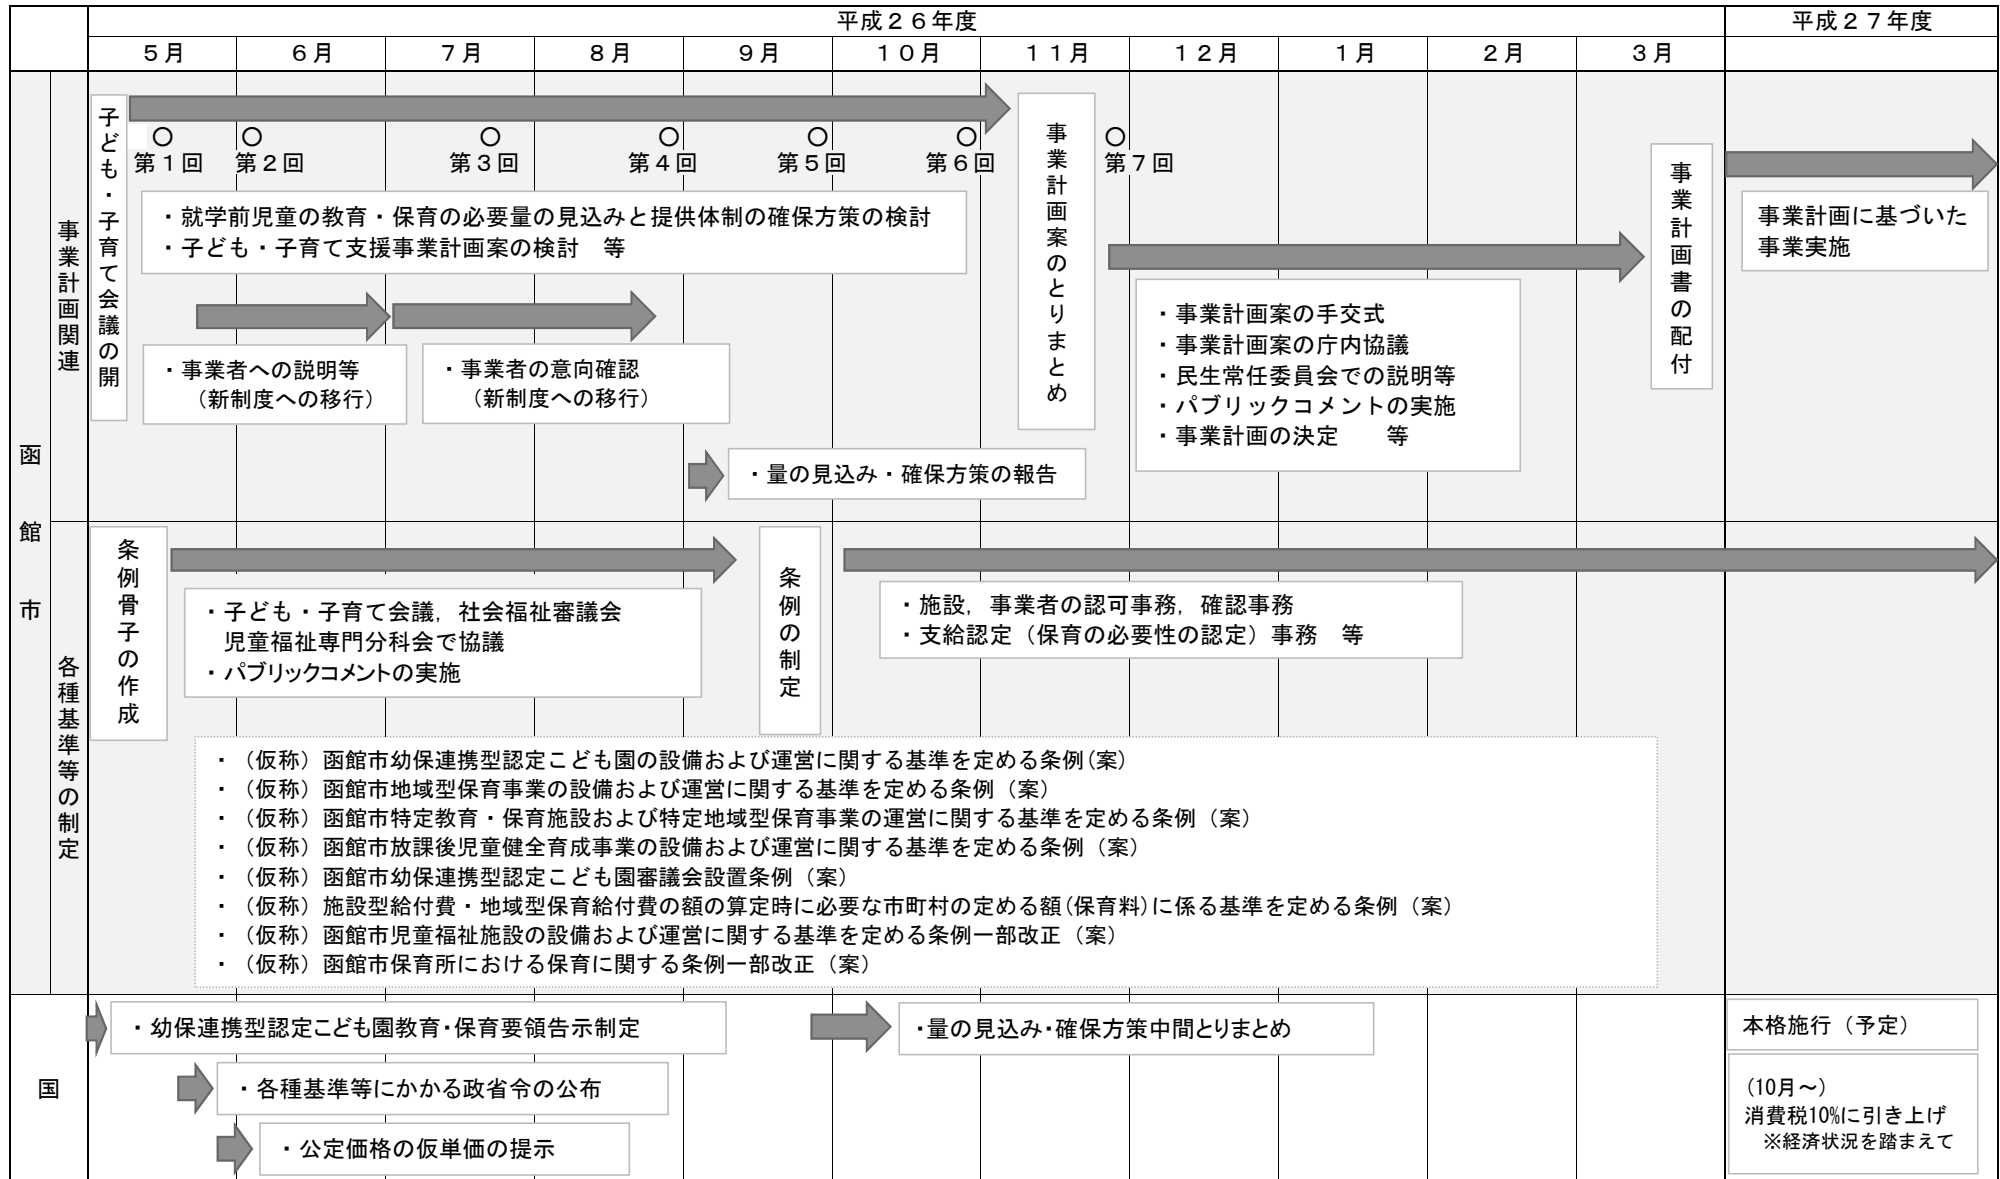 平成２６年度
平成２７年度
５月
６月
７月
８月
９月
１０月
１１月
１２月
１月
２月
３月
函館市
事業計画関連
子ども・子育て会議の開
第１回
第２回
第３回
第４回
第５回
第６回
第７回
・就学前児童の教育・保育の必要量の見込みと提供体制の確保方策の検討
・子ども・子育て支援事業計画案の検討　等
・事業者への説明等
（新制度への移行）
・事業者の意向確認
（新制度への移行）
・量の見込み・確保方策の報告
事業計画案のとりまとめ
・事業計画案の手交式
・事業計画案の庁内協議
・民生常任委員会での説明等
・パブリックコメントの実施
・事業計画の決定　　等
事業計画書の配付
事業計画に基づいた
事業実施
各種基準等の制定
条例骨子の作成
・子ども・子育て会議，社会福祉審議会
児童福祉専門分科会で協議
・パブリックコメントの実施
条例の制定
・施設，事業者の認可事務，確認事務
・支給認定（保育の必要性の認定）事務　等
・（仮称）函館市幼保連携型認定こども園の設備および運営に関する基準を定める条例(案）
・（仮称）函館市地域型保育事業の設備および運営に関する基準を定める条例（案）
・（仮称）函館市特定教育・保育施設および特定地域型保育事業の運営に関する基準を定める条例（案）
・（仮称）函館市放課後児童健全育成事業の設備および運営に関する基準を定める条例（案）
・（仮称）函館市幼保連携型認定こども園審議会設置条例（案）
・（仮称）施設型給付費・地域型保育給付費の額の算定時に必要な市町村の定める額(保育料)に係る基準を定める条例（案）
・（仮称）函館市児童福祉施設の設備および運営に関する基準を定める条例一部改正（案）
・（仮称）函館市保育所における保育に関する条例一部改正（案）
国
・幼保連携型認定こども園教育・保育要領告示制定
・各種基準等にかかる政省令の公布
・公定価格の仮単価の提示
・量の見込み・確保方策中間とりまとめ
本格施行（予定）
(10月～)
消費税10%に引き上げ
※経済状況を踏まえて